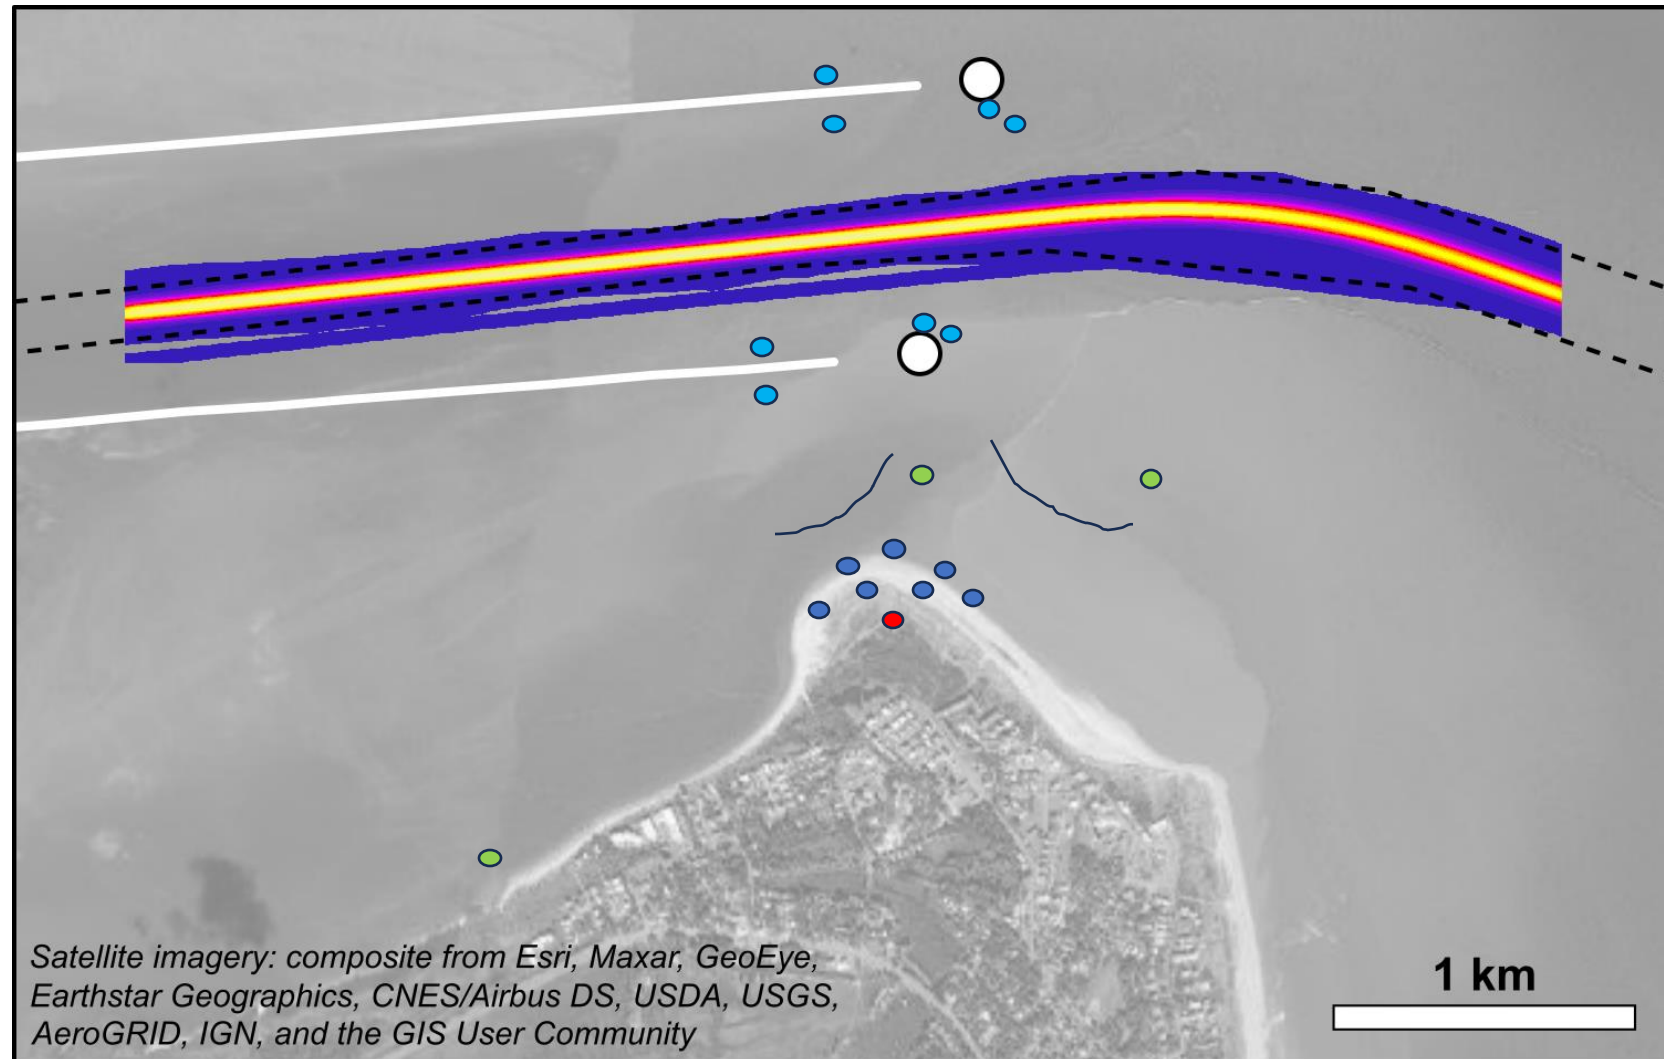 Satellite imagery: composite from Esri, Maxar, GeoEye,
Earthstar Geographics, CNES/Airbus DS, USDA, USGS,
AeroGRID, IGN, and the GIS User Community
1 km